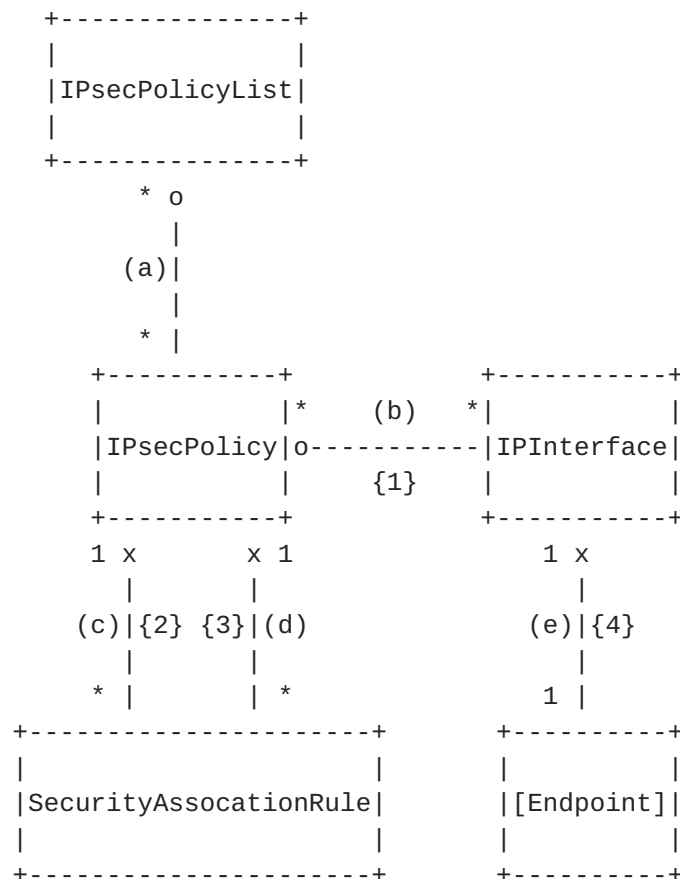 +--------------+
|              |
|IPsecPolicyList|
|              |
+--------------+
* o
|
(a)|
|
* |
+-----------+           +-----------+
|           |*    (b)   *|           |
|IPsecPolicy|o-----------|IPInterface|
|           |     {1}    |           |
+-----------+           +-----------+
1 x       x 1              1 x
|       |                  |
(c)|{2} {3}|(d)            (e)|{4}
|       |                  |
* |       | *              1 |
+----------------------+       +----------+
|                      |       |          |
|SecurityAssocationRule|       |[Endpoint]|
|                      |       |          |
+----------------------+       +----------+